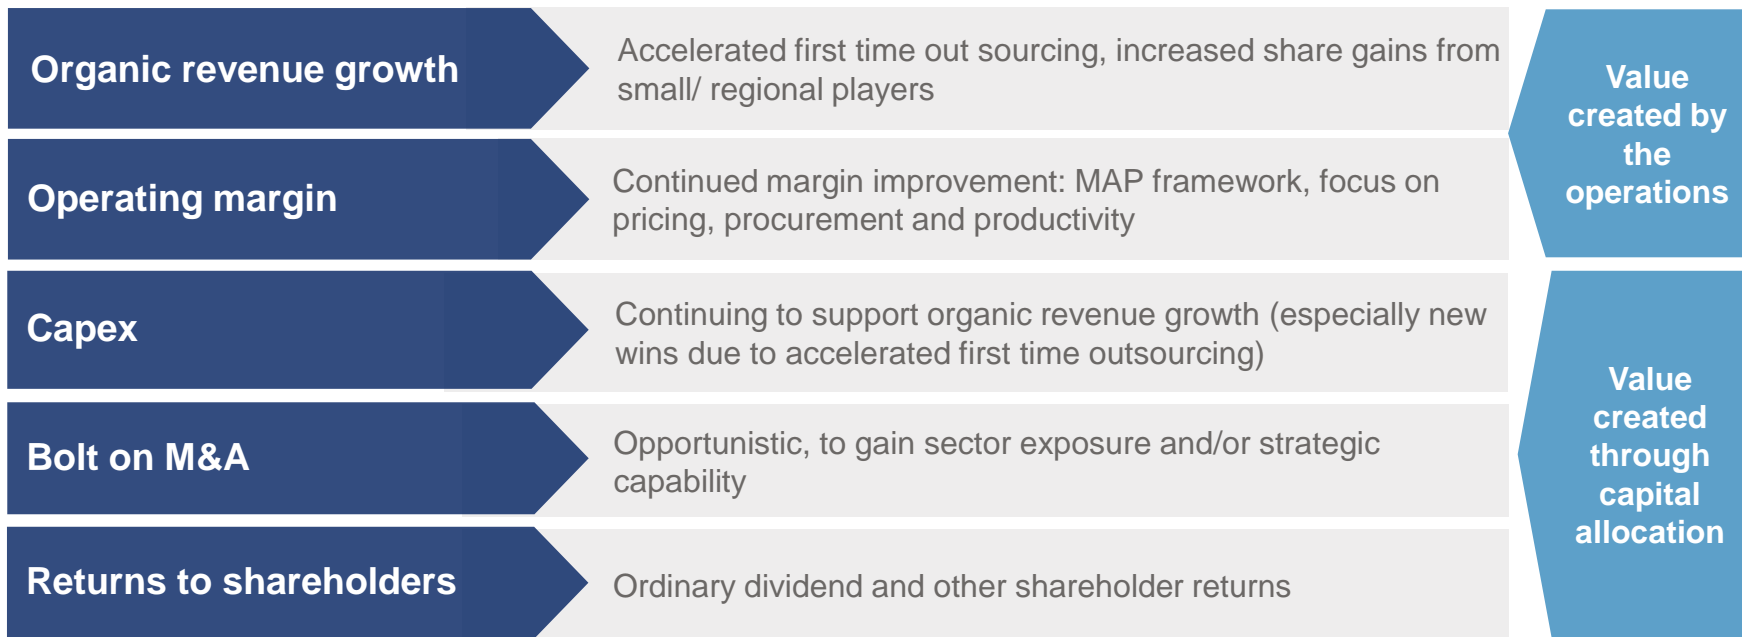 Organic revenue growth
Accelerated first time out sourcing, increased share gains from
small/ regional players
Operating margin
Continued margin improvement: MAP framework, focus on
pricing, procurement and productivity
Value
created by
the
operations
Capex
Continuing to support organic revenue growth (especially new
wins due to accelerated first time outsourcing)
Bolt on M&A
Opportunistic, to gain sector exposure and/or strategic
capability
Returns to shareholders
Ordinary dividend and other shareholder returns
Value
created
through
capital
allocation